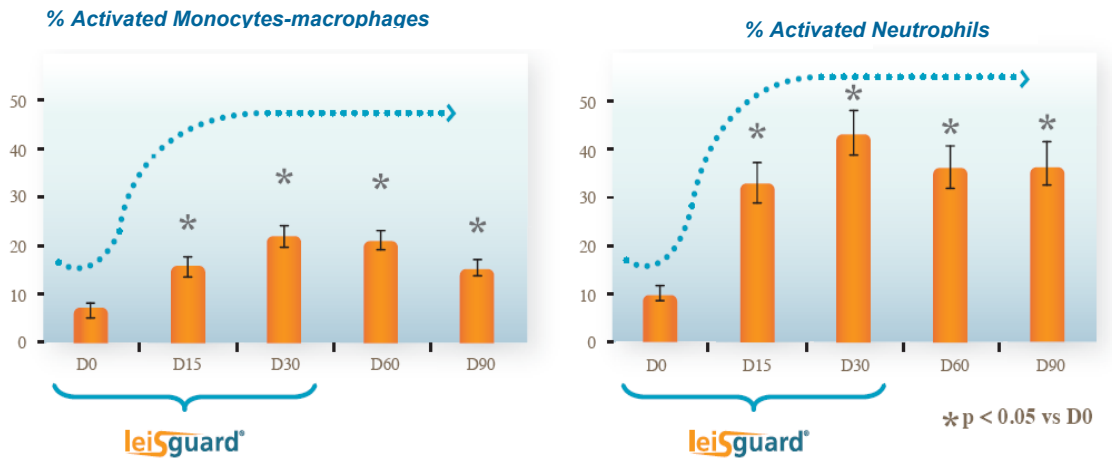 % Activated Monocytes-macrophages
50
40
30
20
10
0
*
*
*
*
D0 D15 D30 D60 D90
leiSguard®
% Activated Neutrophils
50
40
30
20
10
0
*
*
*
*
D0 D15 D30 D60 D90
leiSguard®
* p < 0.05 vs D0